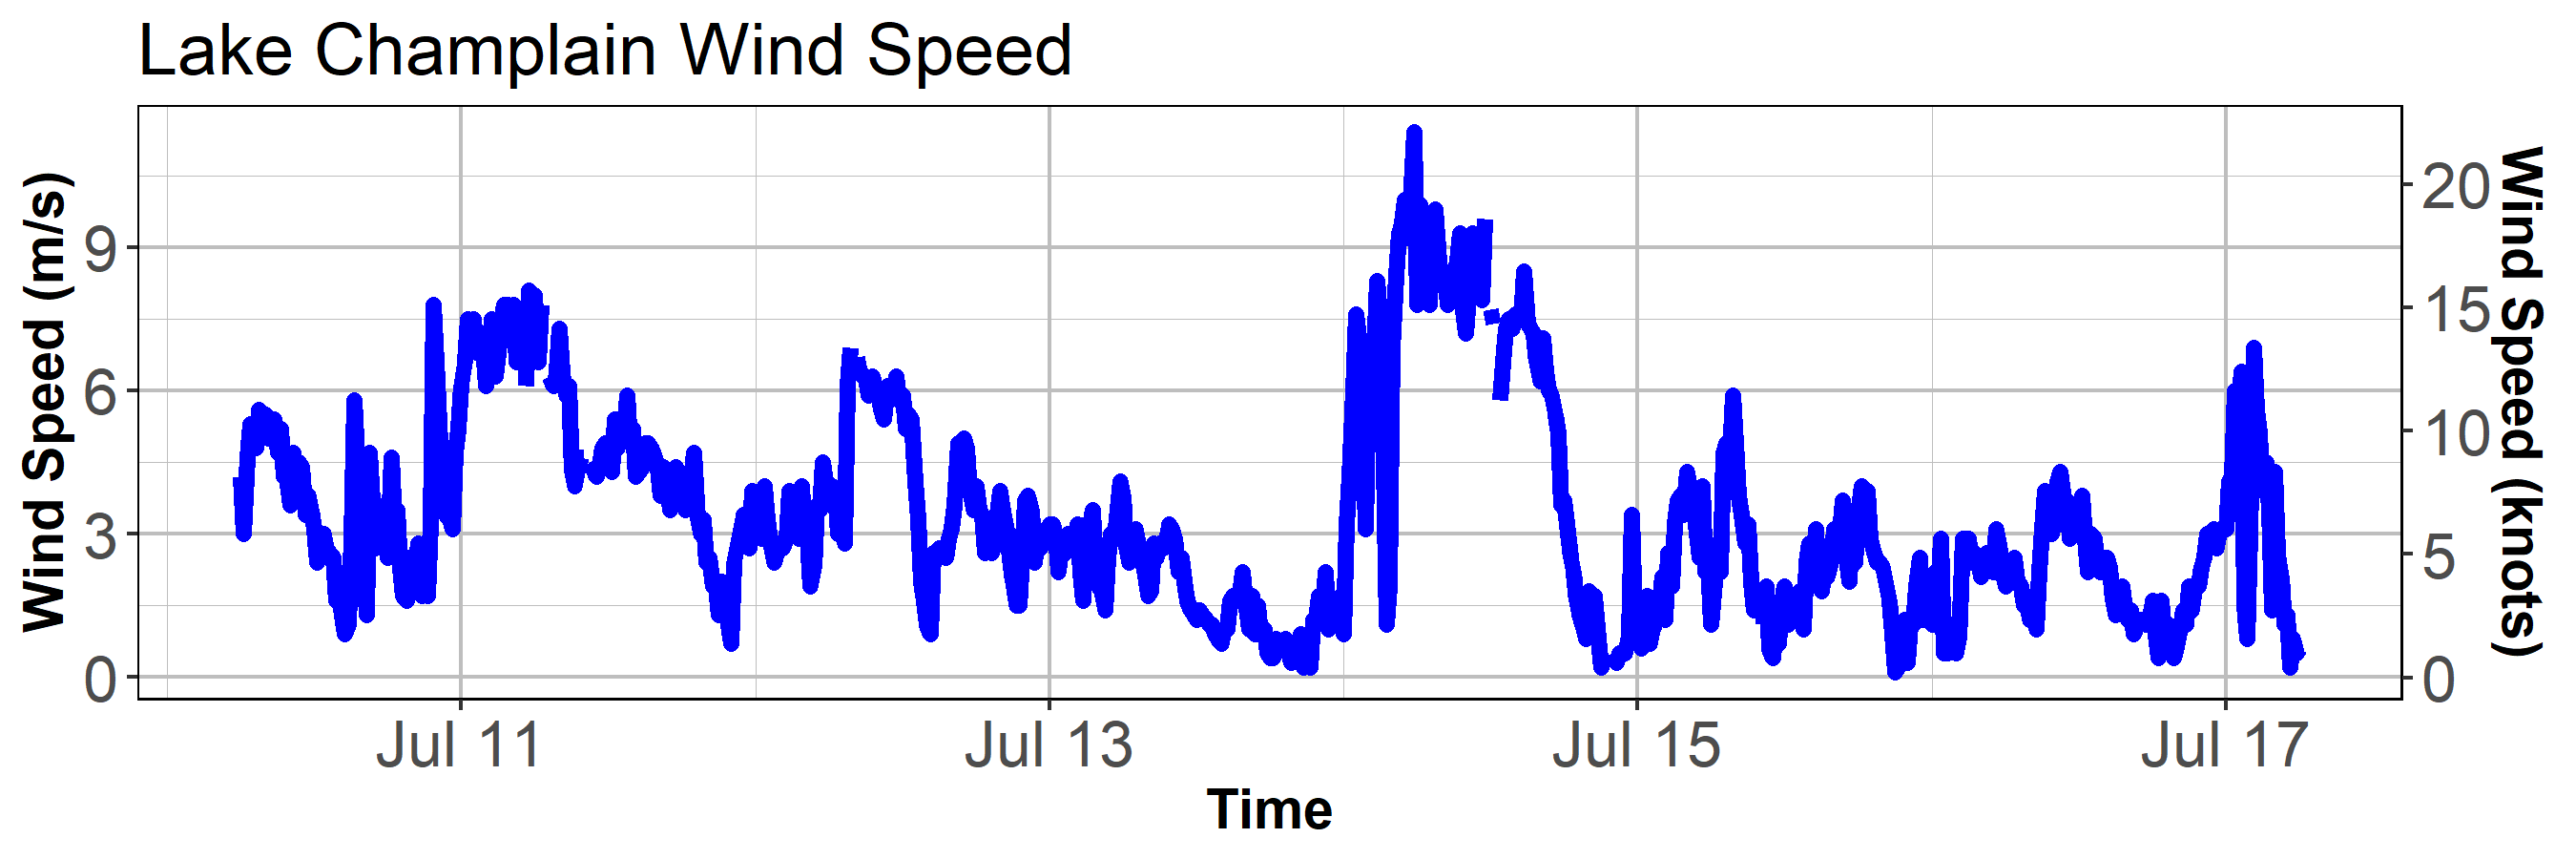 Lake Champlain Wind Speed
Wind Speed (m/s)
9
6
3
0
20
15
10
5
0
Wind Speed (knots)
Jul 11
Jul 13
Jul 15
Jul 17
Time